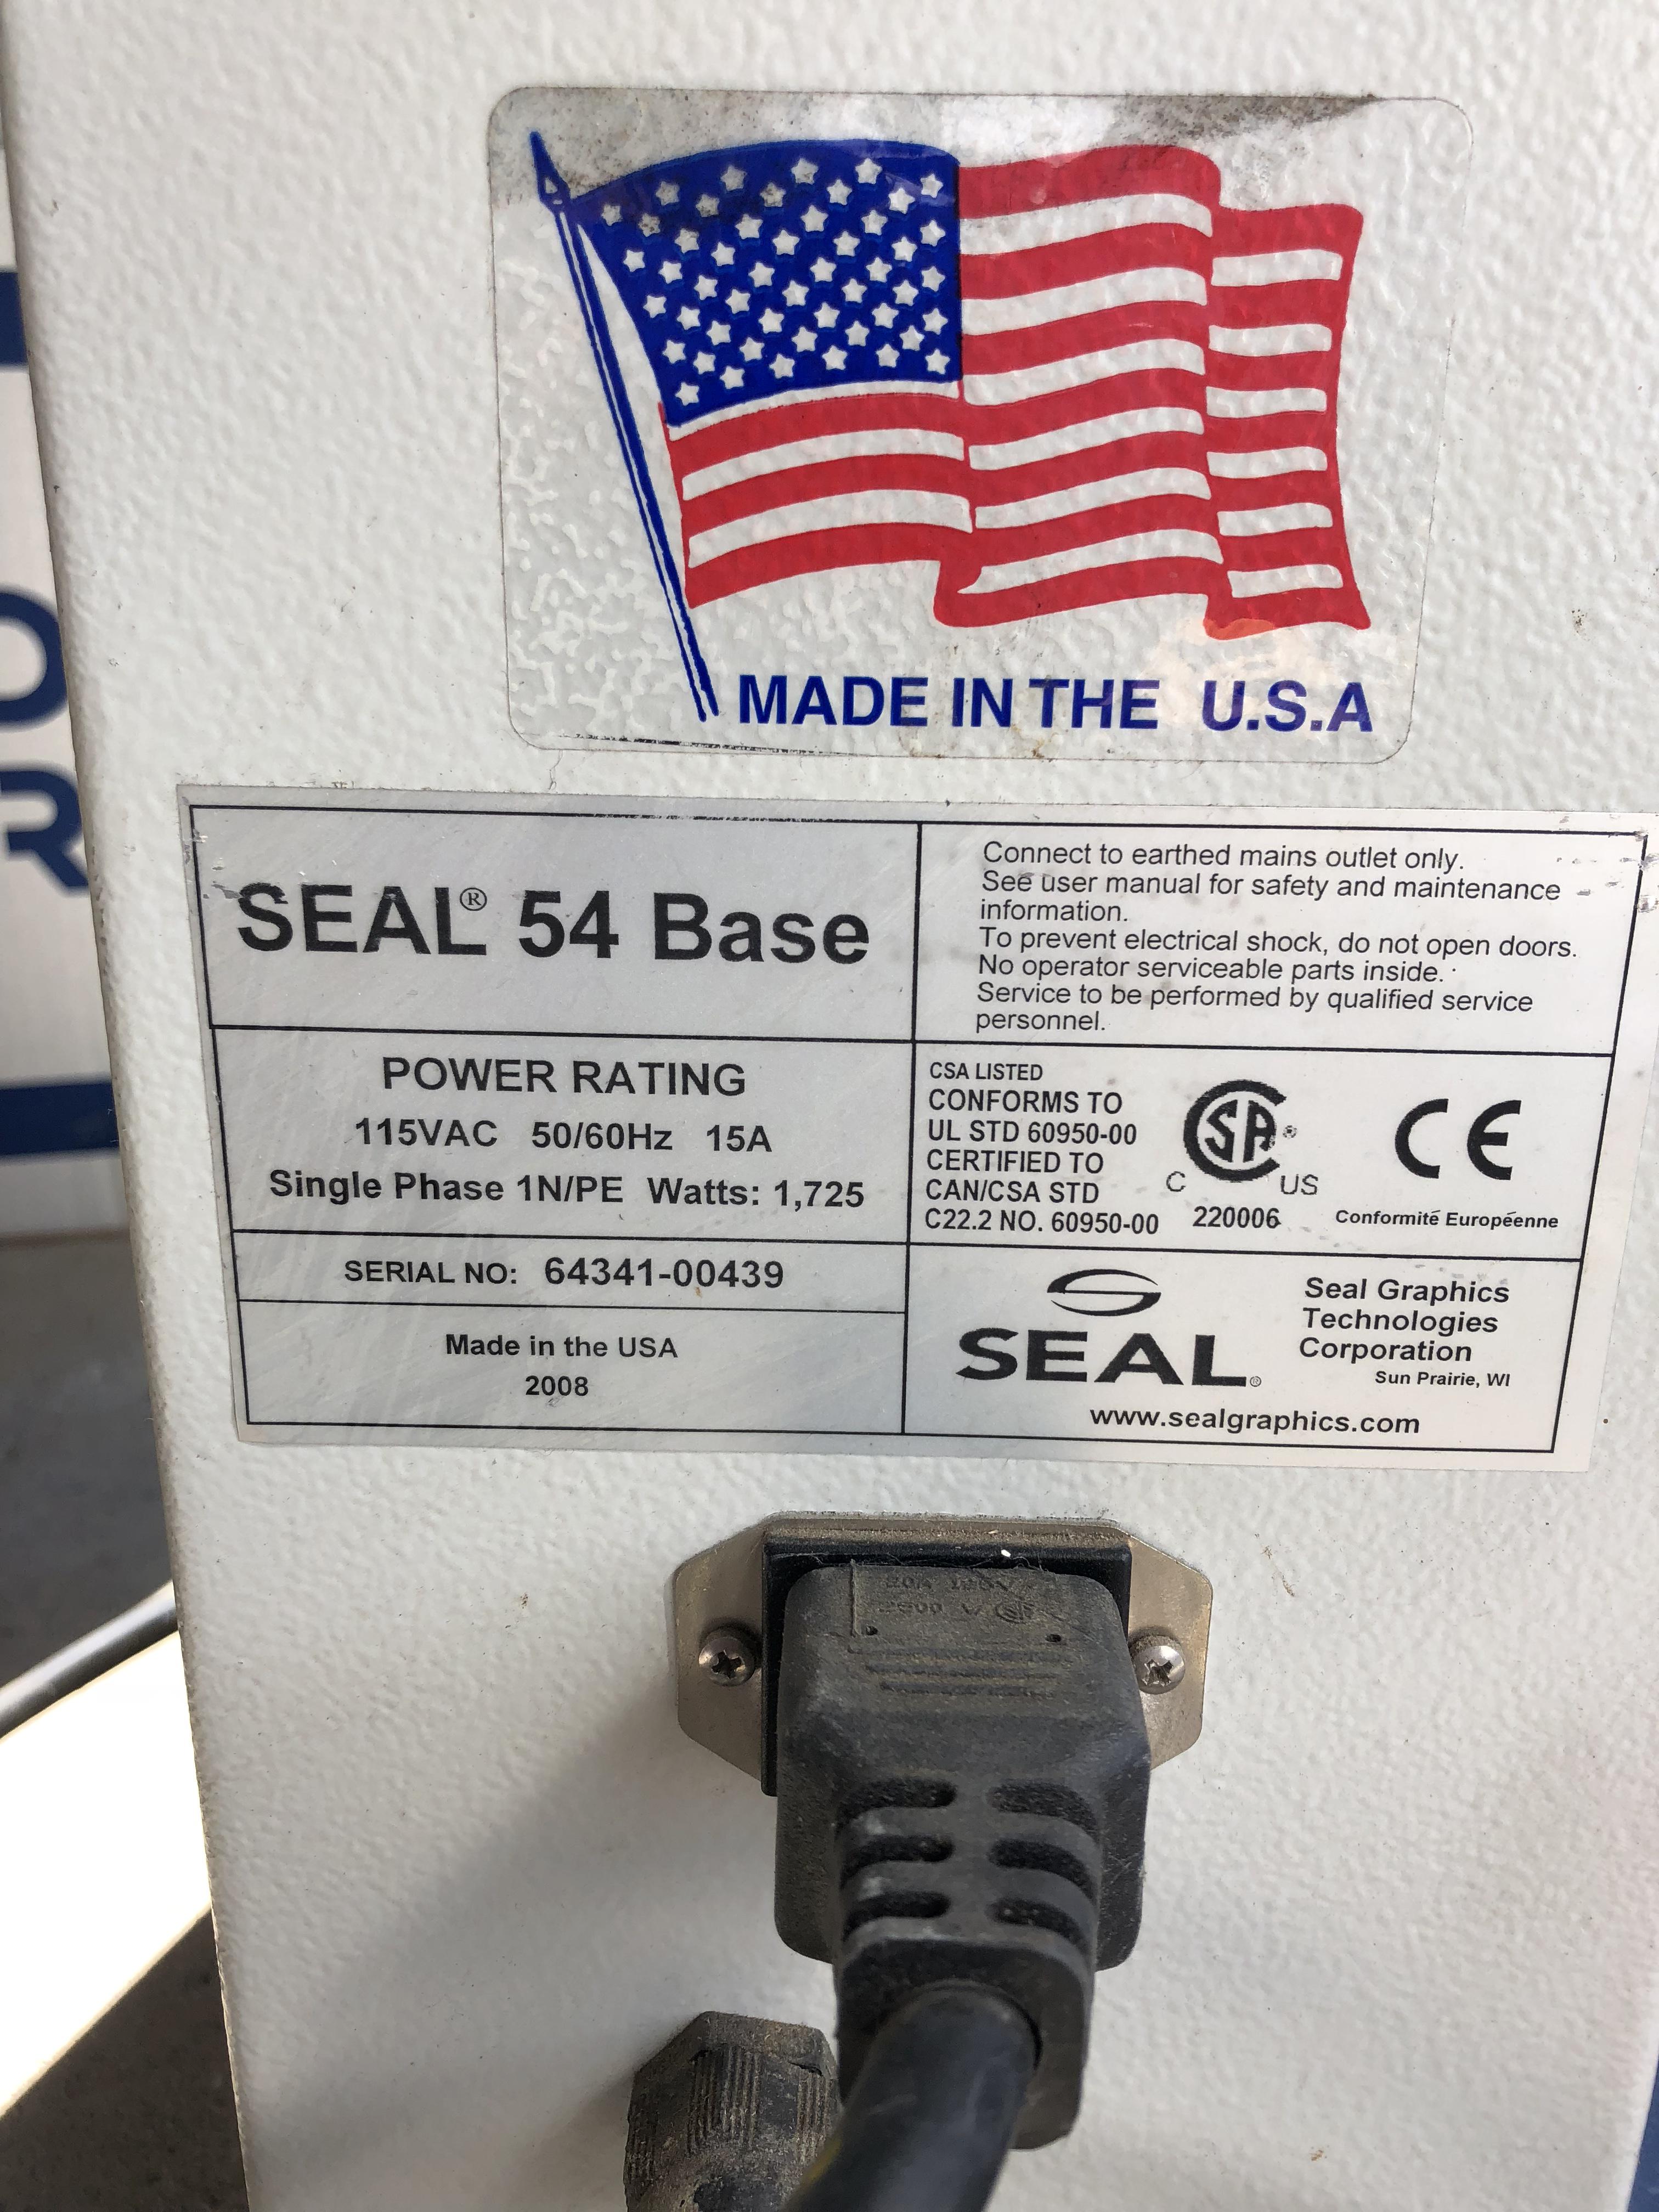 MADE IN THE U.S.A
SEAL® 54 Base
Connect to earthed mains outlet only.
See user manual for safety and maintenance
information.
To prevent electrical shock, do not open doors.
No operator serviceable parts inside.
Service to be performed by qualified service
personnel.
POWER RATING
115VAC 50/60Hz 15A
Single Phase 1N/PE Watts: 1,725
CSA LISTED
CONFORMS TO
UL STD 60950-00
CERTIFIED TO
CAN/CSA STD
C22.2 NO. 60950-00
CSA®
C US
220006
CE
Conformité Européenne
SERIAL NO: 64341-00439
Made in the USA
2008
SEAL®
Seal Graphics
Technologies
Corporation
Sun Prairie, WI
www.sealgraphics.com
O
R